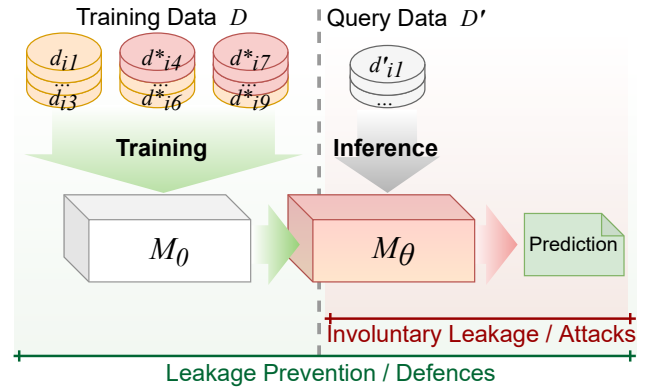 Training Data D
Query Data D′
d_i1
...
d_i3
d*_i4
...
d*_i6
d*_i7
...
d*_i9
d′_i1
...
Training
Inference
M_0
M_θ
Prediction
Involuntary Leakage / Attacks
Leakage Prevention / Defences